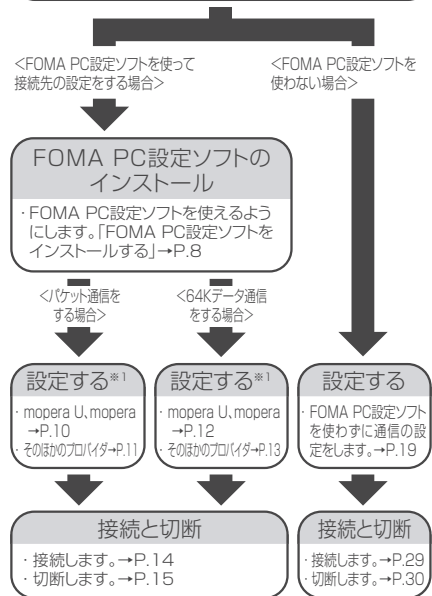 <FOMA PC設定ソフトを使って
接続先の設定をする場合>
<FOMA PC設定ソフトを
使わない場合>
FOMA PC設定ソフトの
インストール
・FOMA PC設定ソフトを使えるよう
にします。「FOMA PC設定ソフトを
インストールする」→P.8
<パケット通信を
する場合>
<64Kデータ通信
をする場合>
設定する※1
・mopera U、mopera
→P.10
・そのほかのプロバイダ→P.11
設定する※1
・mopera U、mopera
→P.12
・そのほかのプロバイダ→P.13
設定する
・FOMA PC設定ソフト
を使わずに通信の設
定をします。→P.19
接続と切断
・接続します。→P.14
・切断します。→P.15
接続と切断
・接続します。→P.29
・切断します。→P.30